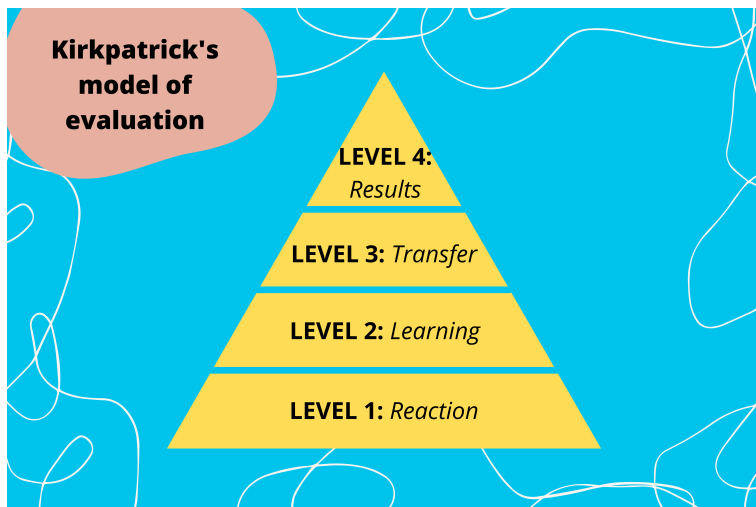 Kirkpatrick's
model of
evaluation
LEVEL 4:
Results
LEVEL 3: Transfer
LEVEL 2: Learning
LEVEL 1: Reaction